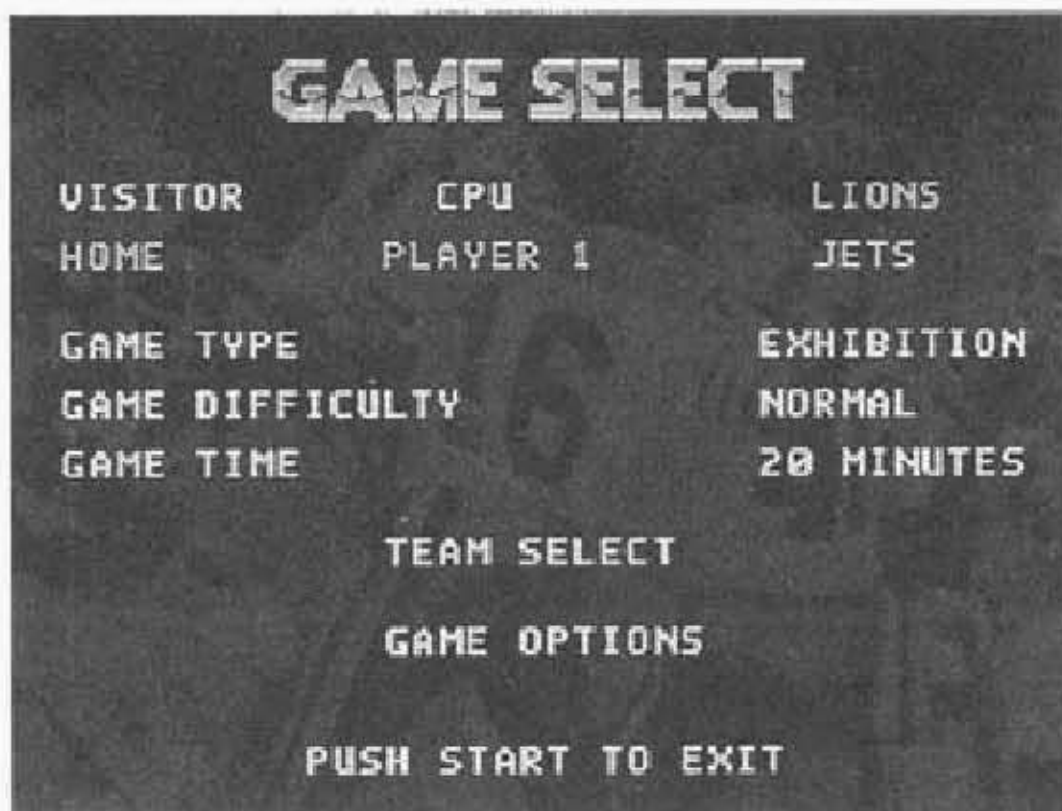 GAME SELECT
VISITOR CPU LIONS
HOME PLAYER 1 JETS
GAME TYPE EXHIBITION
GAME DIFFICULTY NORMAL
GAME TIME 20 MINUTES
TEAM SELECT
GAME OPTIONS
PUSH START TO EXIT